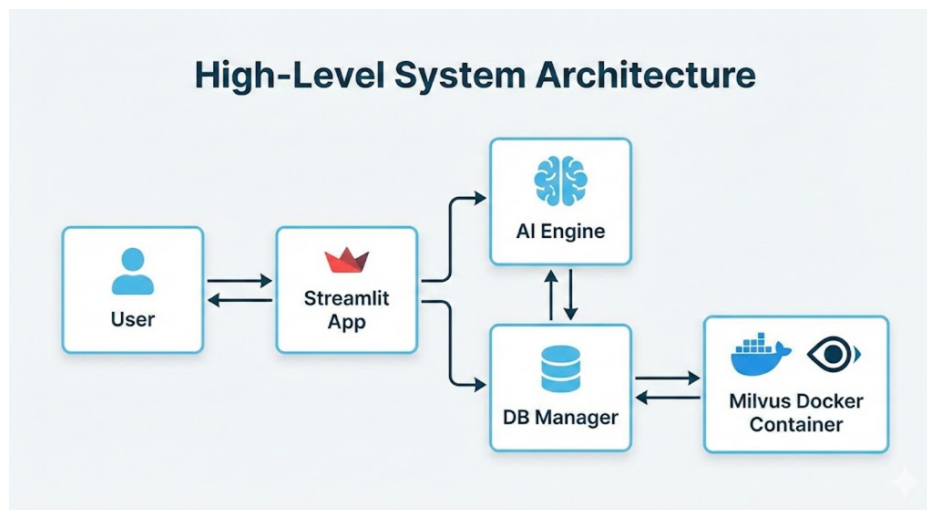 High-Level System Architecture
AI Engine
User
Streamlit
App
DB Manager
Milvus Docker
Container